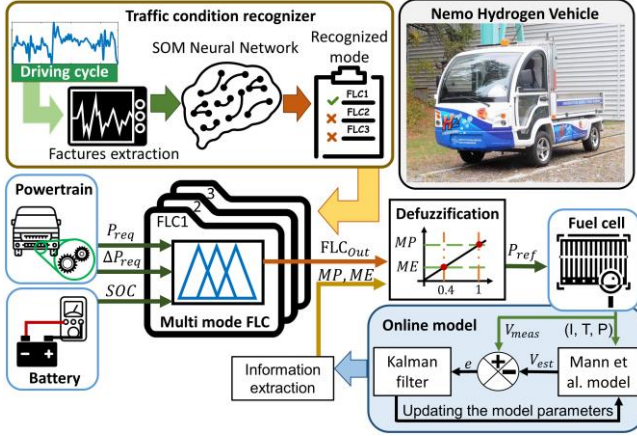 Traffic condition recognizer
Driving cycle
SOM Neural Network
Recognized
mode
FLC1
FLC2
FLC3
Factures extraction
Nemo Hydrogen Vehicle
Powertrain
P_req
ΔP_req
SOC
Battery
FLC1
2
3
Multi mode FLC
FLC_Out
MP, ME
Defuzzification
MP
ME
0.4
1
P_ref
Fuel cell
Online model
V_meas
(I, T, P)
Information
extraction
Kalman
filter
e
V_est
Mann et
al. model
Updating the model parameters